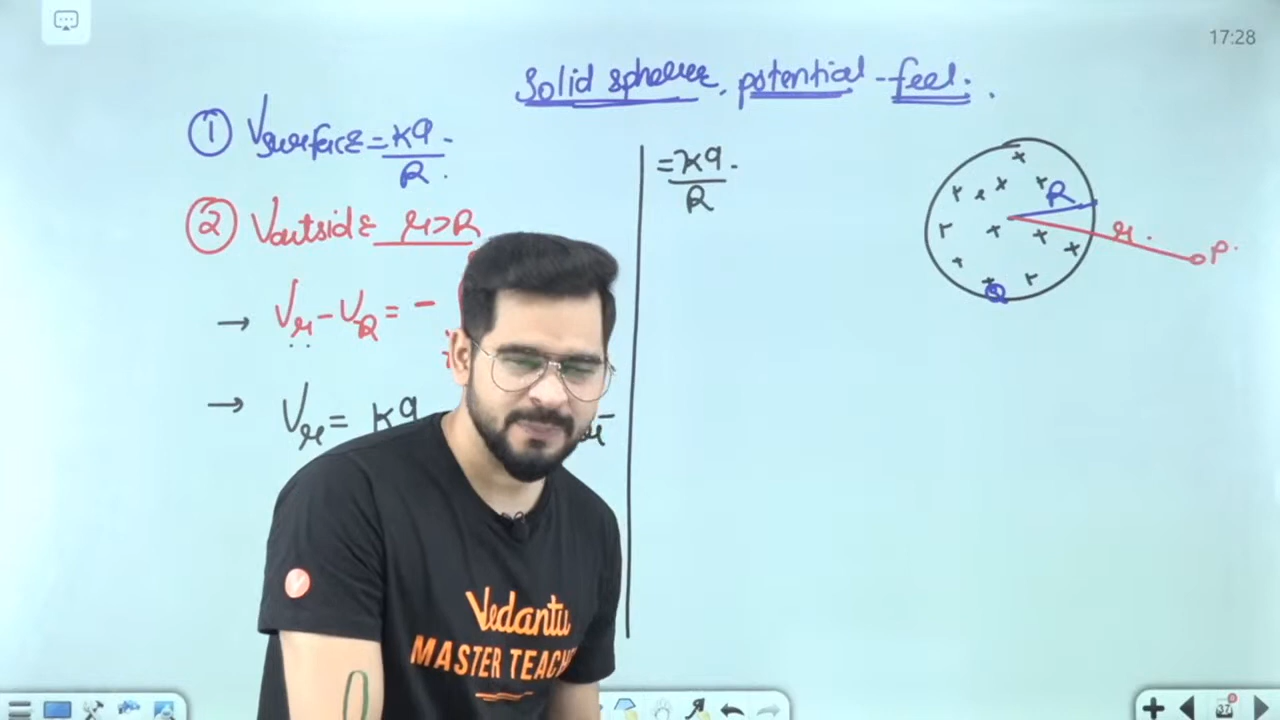 17:28
Solid sphere, potential - feel.
① Vsurface = kq/R
② Voutside r>R
→ Vr - VR = -
→ Vr = kq
= kq/R
R
r
P
Q
Vedantu
MASTER TEACH
37